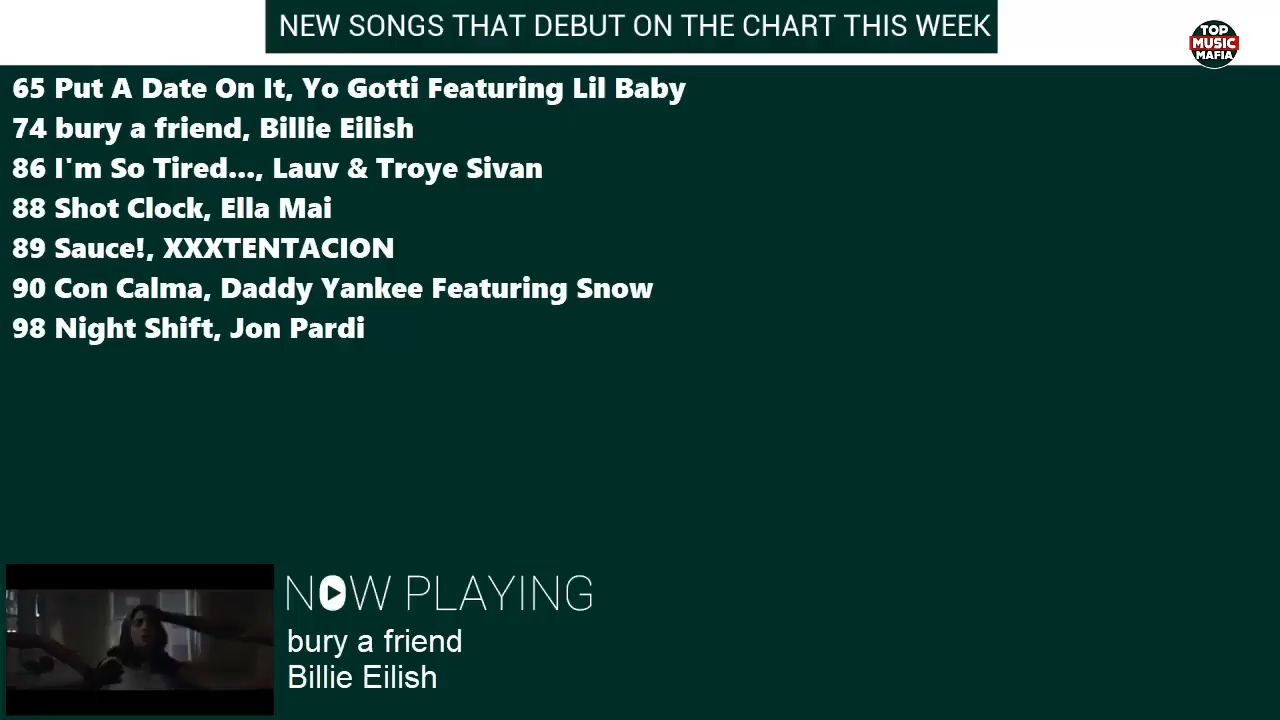 NEW SONGS THAT DEBUT ON THE CHART THIS WEEK
TOP
MUSIC
MAFIA
65 Put A Date On It, Yo Gotti Featuring Lil Baby
74 bury a friend, Billie Eilish
86 I'm So Tired..., Lauv & Troye Sivan
88 Shot Clock, Ella Mai
89 Sauce!, XXXTENTACION
90 Con Calma, Daddy Yankee Featuring Snow
98 Night Shift, Jon Pardi
NOW PLAYING
bury a friend
Billie Eilish